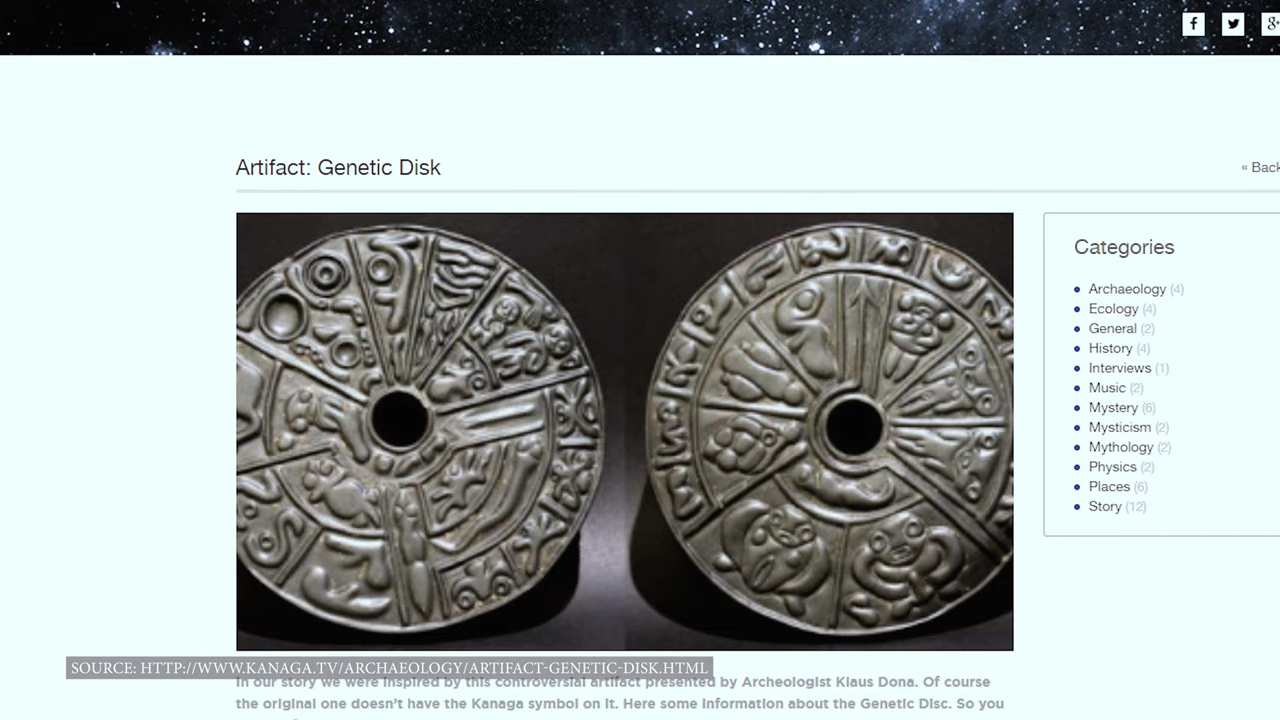 Artifact: Genetic Disk
« Back
Categories
Archaeology (4)
Ecology (4)
General (2)
History (4)
Interviews (1)
Music (2)
Mystery (6)
Mysticism (2)
Mythology (2)
Physics (2)
Places (6)
Story (12)
SOURCE: HTTP://WWW.KANAGA.TV/ARCHAEOLOGY/ARTIFACT-GENETIC-DISK.HTML
In our story we were inspired by this controversial artifact presented by Archeologist Klaus Dona. Of course
the original one doesn't have the Kanaga symbol on it. Here some information about the Genetic Disc. So you